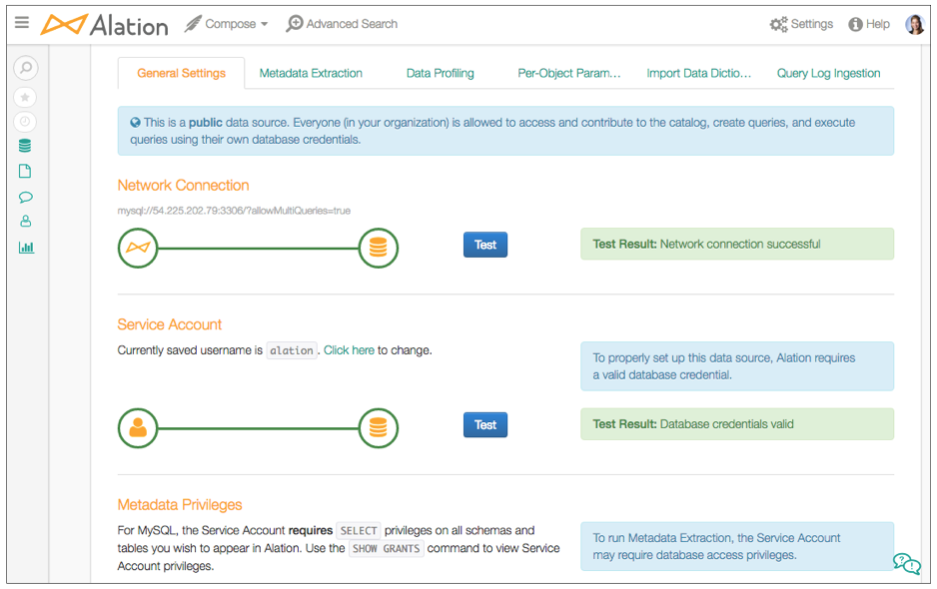 Alation Compose Advanced Search Settings Help
General Settings Metadata Extraction Data Profiling Per-Object Param... Import Data Dictio... Query Log Ingestion
This is a public data source. Everyone (in your organization) is allowed to access and contribute to the catalog, create queries, and execute
queries using their own database credentials.
Network Connection
mysql://54.225.202.79:3306/?allowMultiQueries=true
Test
Test Result: Network connection successful
Service Account
Currently saved username is alation. Click here to change.
To properly set up this data source, Alation requires
a valid database credential.
Test
Test Result: Database credentials valid
Metadata Privileges
For MySQL, the Service Account requires SELECT privileges on all schemas and
tables you wish to appear in Alation. Use the SHOW GRANTS command to view Service
Account privileges.
To run Metadata Extraction, the Service Account
may require database access privileges.